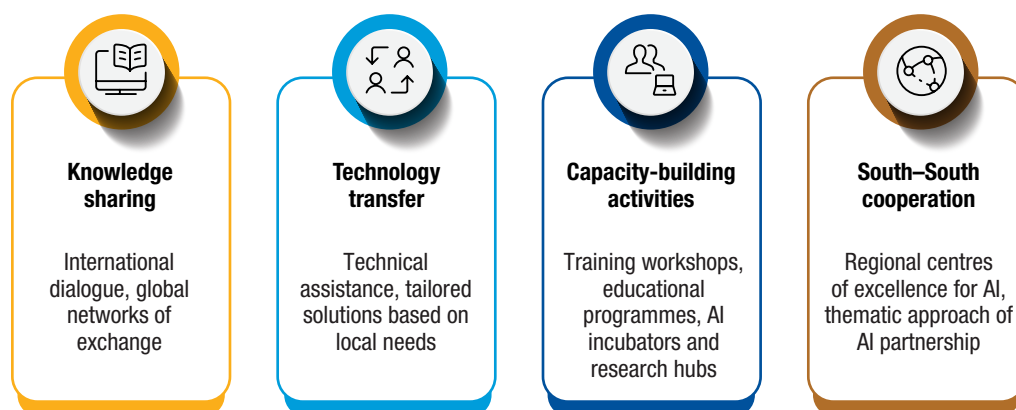 Knowledge
sharing
International
dialogue, global
networks of
exchange
Technology
transfer
Technical
assistance, tailored
solutions based on
local needs
Capacity-building
activities
Training workshops,
educational
programmes, AI
incubators and
research hubs
South–South
cooperation
Regional centres
of excellence for AI,
thematic approach of
AI partnership